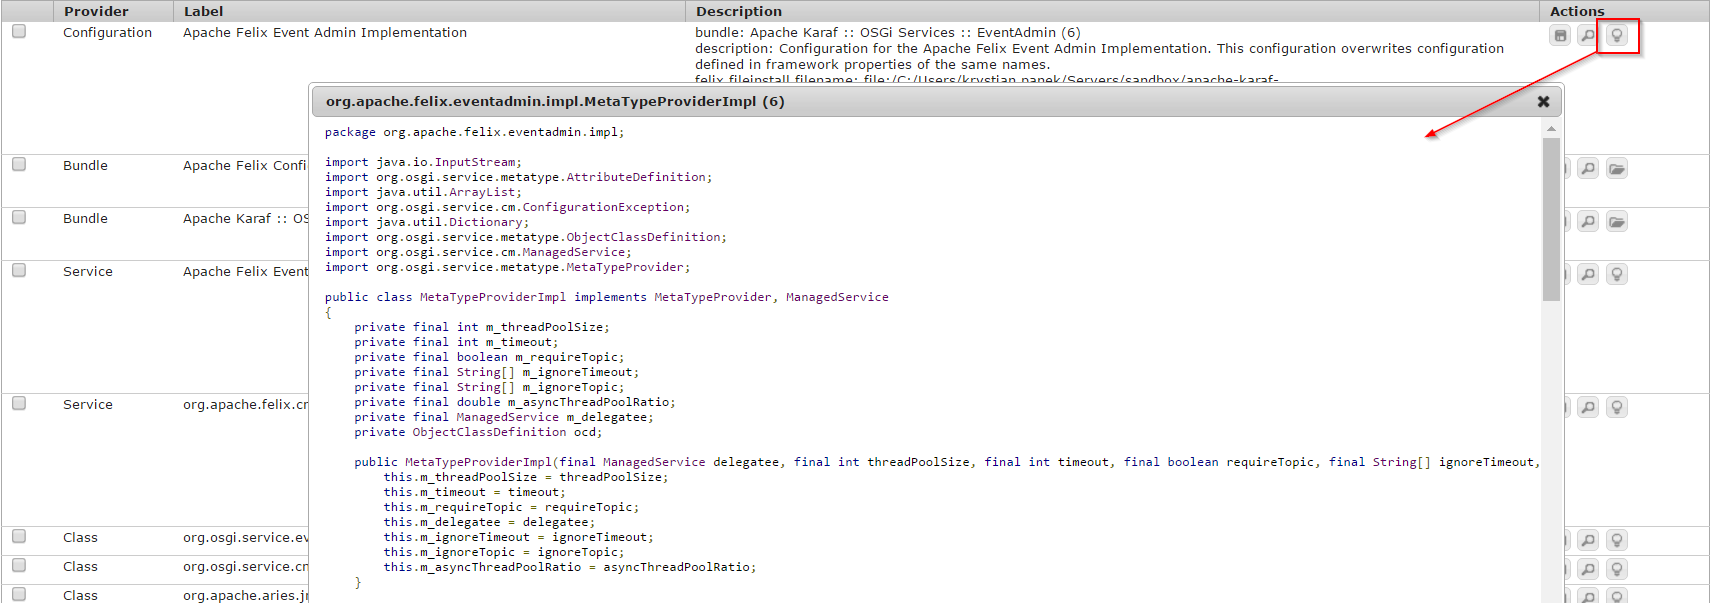 Provider Label Description Actions
Configuration Apache Felix Event Admin Implementation bundle: Apache Karaf :: OSGi Services :: EventAdmin (6)
description: Configuration for the Apache Felix Event Admin Implementation. This configuration overwrites configuration
defined in framework properties of the same names.
felix.fileinstall.filename: file:/C:/Users/krystian.panek/Servers/sandbox/apache-karaf-
org.apache.felix.eventadmin.impl.MetaTypeProviderImpl (6)
package org.apache.felix.eventadmin.impl;
import java.io.InputStream;
import org.osgi.service.metatype.AttributeDefinition;
import java.util.ArrayList;
import org.osgi.service.cm.ConfigurationException;
import java.util.Dictionary;
import org.osgi.service.metatype.ObjectClassDefinition;
import org.osgi.service.cm.ManagedService;
import org.osgi.service.metatype.MetaTypeProvider;
public class MetaTypeProviderImpl implements MetaTypeProvider, ManagedService
{
private final int m_threadPoolSize;
private final int m_timeout;
private final boolean m_requireTopic;
private final String[] m_ignoreTimeout;
private final String[] m_ignoreTopic;
private final double m_asyncThreadPoolRatio;
private final ManagedService m_delegatee;
private ObjectClassDefinition ocd;
public MetaTypeProviderImpl(final ManagedService delegatee, final int threadPoolSize, final int timeout, final boolean requireTopic, final String[] ignoreTimeout,
this.m_threadPoolSize = threadPoolSize;
this.m_timeout = timeout;
this.m_requireTopic = requireTopic;
this.m_delegatee = delegatee;
this.m_ignoreTimeout = ignoreTimeout;
this.m_ignoreTopic = ignoreTopic;
this.m_asyncThreadPoolRatio = asyncThreadPoolRatio;
}
Bundle Apache Felix Confi
Bundle Apache Karaf :: OS
Service Apache Felix Event
Service org.apache.felix.cr
Class org.osgi.service.ev
Class org.osgi.service.cm
Class org.apache.aries.jr